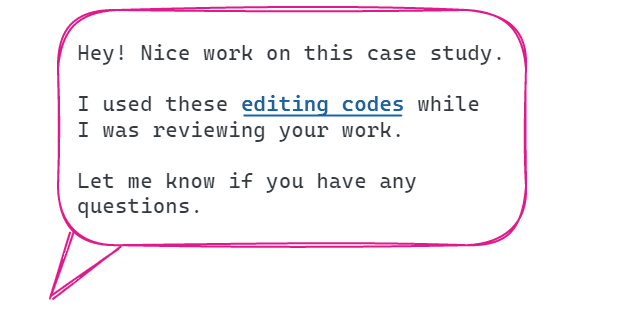 Hey! Nice work on this case study.
I used these editing codes while
I was reviewing your work.
Let me know if you have any
questions.